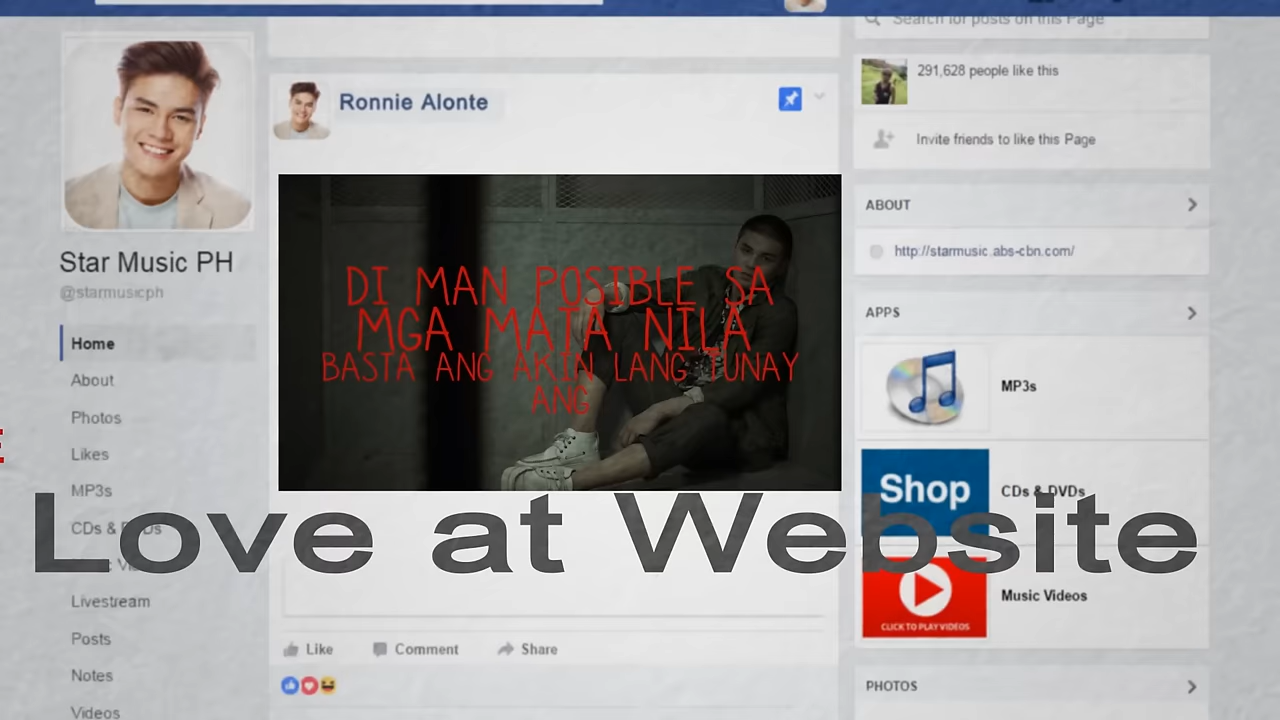 Search for posts on this Page
Ronnie Alonte
291,628 people like this
Invite friends to like this Page
ABOUT
http://starmusic.abs-cbn.com/
Star Music PH
@starmusicph
DI MAN POSIBLE SA
MGA MATA NILA
BASTA ANG AKIN LANG TUNAY
ANG
APPS
Home
About
Photos
Likes
MP3s
CDs & DVDs
Livestream
Posts
Notes
Videos
MP3s
Shop
CDs & DVDs
Love at Website
Music Videos
CLICK TO PLAY VIDEOS
Like
Comment
Share
PHOTOS